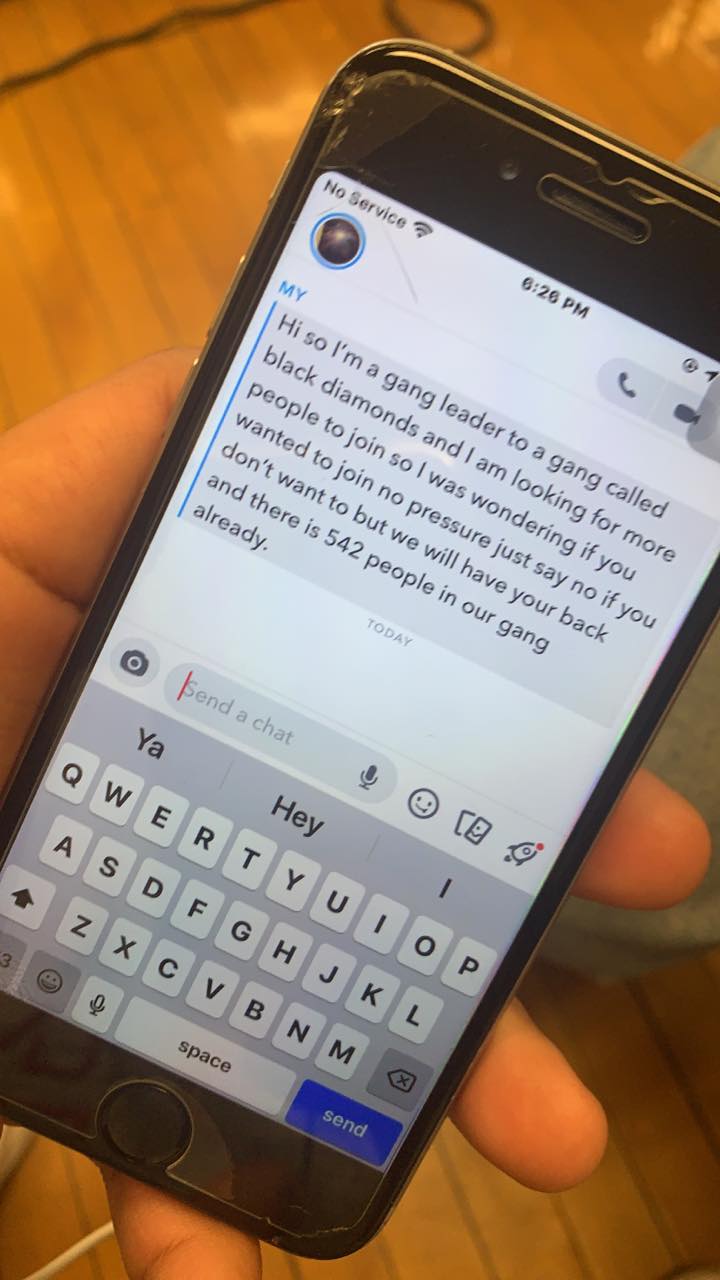 No Service
6:26 PM
MY
Hi so I'm a gang leader to a gang called
black diamonds and I am looking for more
people to join so I was wondering if you
wanted to join no pressure just say no if you
don't want to but we will have your back
and there is 542 people in our gang
already.
TODAY
Send a chat
Ya Hey I
Q W E R T Y U I O P
A S D F G H J K L
Z X C V B N M
3 space send